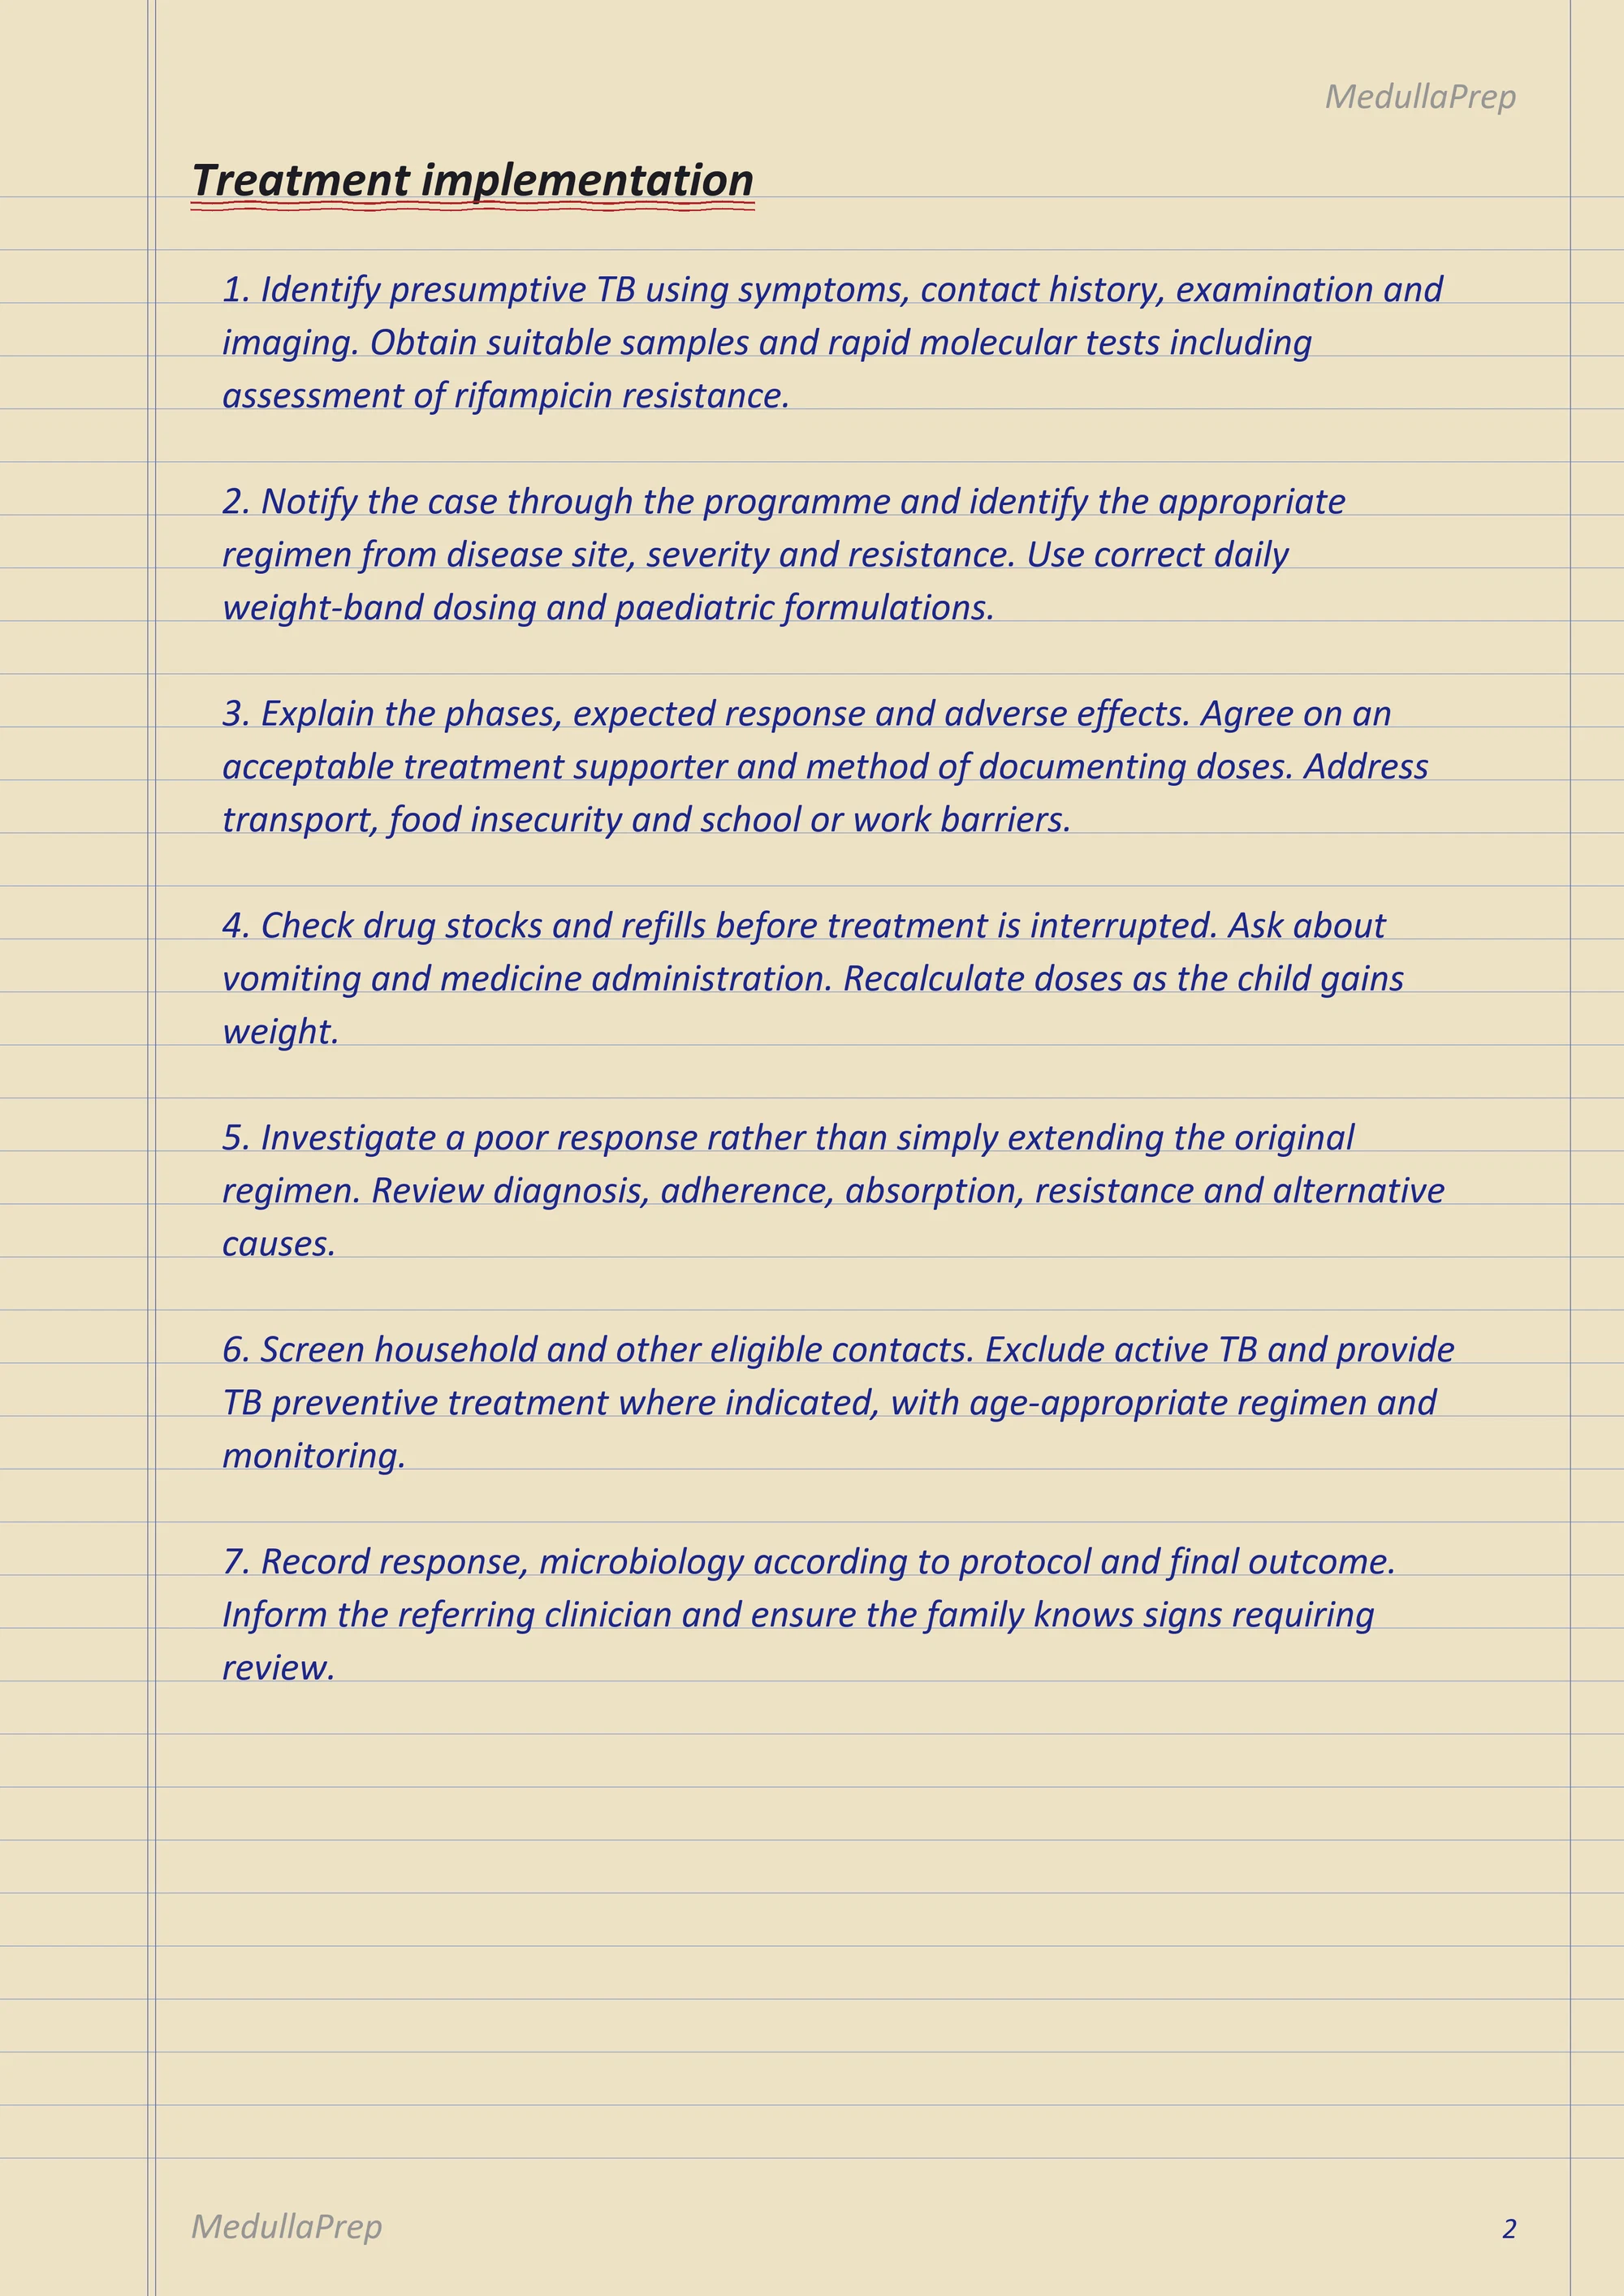 MedullaPrep
Treatment implementation
1. Identify presumptive TB using symptoms, contact history, examination and
imaging. Obtain suitable samples and rapid molecular tests including
assessment of rifampicin resistance.
2. Notify the case through the programme and identify the appropriate
regimen from disease site, severity and resistance. Use correct daily
weight-band dosing and paediatric formulations.
3. Explain the phases, expected response and adverse effects. Agree on an
acceptable treatment supporter and method of documenting doses. Address
transport, food insecurity and school or work barriers.
4. Check drug stocks and refills before treatment is interrupted. Ask about
vomiting and medicine administration. Recalculate doses as the child gains
weight.
5. Investigate a poor response rather than simply extending the original
regimen. Review diagnosis, adherence, absorption, resistance and alternative
causes.
6. Screen household and other eligible contacts. Exclude active TB and provide
TB preventive treatment where indicated, with age-appropriate regimen and
monitoring.
7. Record response, microbiology according to protocol and final outcome.
Inform the referring clinician and ensure the family knows signs requiring
review.
MedullaPrep
2